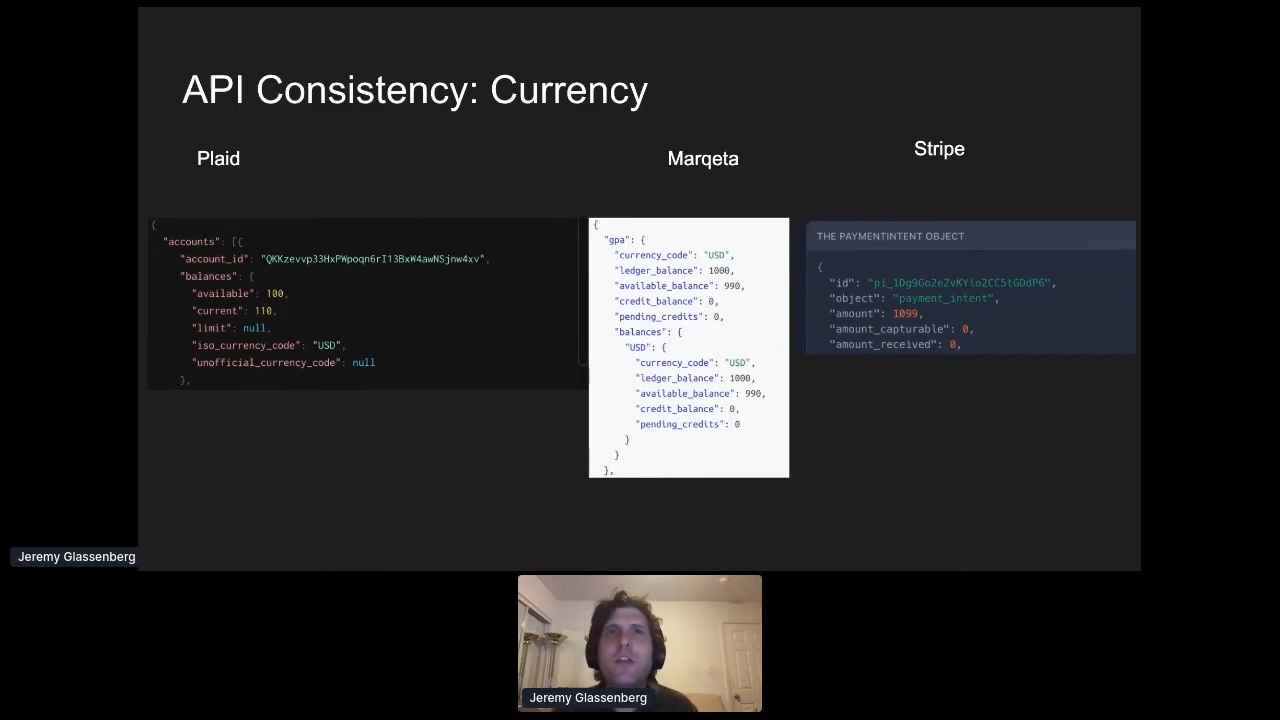 API Consistency: Currency
Plaid
{
"accounts": [{
"account_id": "QKKzevvp33HxPWpoqn6rI13BxW4awNSjnw4xv",
"balances": {
"available": 100,
"current": 110,
"limit": null,
"iso_currency_code": "USD",
"unofficial_currency_code": null
},
Marqeta
{
"gpa": {
"currency_code": "USD",
"ledger_balance": 1000,
"available_balance": 990,
"credit_balance": 0,
"pending_credits": 0,
"balances": {
"USD": {
"currency_code": "USD",
"ledger_balance": 1000,
"available_balance": 990,
"credit_balance": 0,
"pending_credits": 0
}
}
},
Stripe
THE PAYMENTINTENT OBJECT
{
"id": "pi_1Dg9Go2eZvKYlo2CC5tGDdP6",
"object": "payment_intent",
"amount": 1099,
"amount_capturable": 0,
"amount_received": 0,
Jeremy Glassenberg
Jeremy Glassenberg